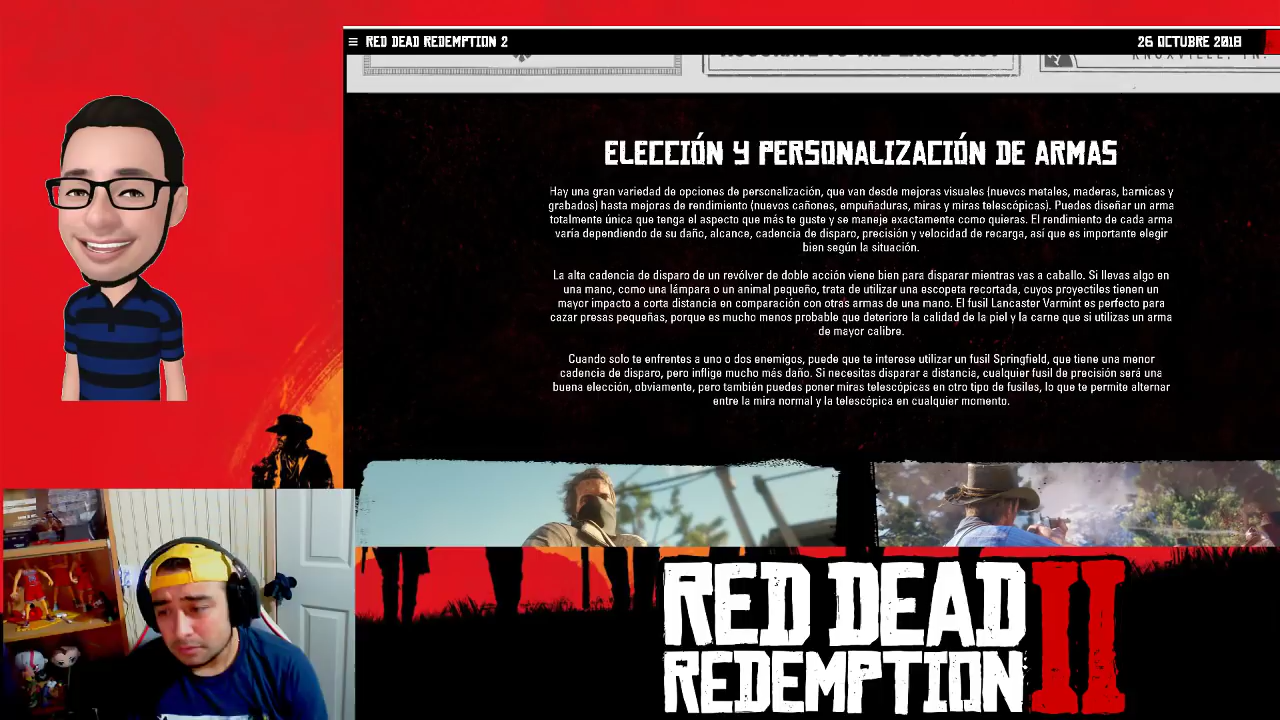 RED DEAD REDEMPTION 2
26 OCTUBRE 2018
KNOXVILLE, TN.
ELECCIÓN Y PERSONALIZACIÓN DE ARMAS
Hay una gran variedad de opciones de personalización, que van desde mejoras visuales (nuevos metales, maderas, barnices y
grabados) hasta mejoras de rendimiento (nuevos cañones, empuñaduras, miras y miras telescópicas). Puedes diseñar un arma
totalmente única que tenga el aspecto que más te guste y se maneje exactamente como quieras. El rendimiento de cada arma
varía dependiendo de su daño, alcance, cadencia de disparo, precisión y velocidad de recarga, así que es importante elegir
bien según la situación.
La alta cadencia de disparo de un revólver de doble acción viene bien para disparar mientras vas a caballo. Si llevas algo en
una mano, como una lámpara o un animal pequeño, trata de utilizar una escopeta recortada, cuyos proyectiles tienen un
mayor impacto a corta distancia en comparación con otras armas de una mano. El fusil Lancaster Varmint es perfecto para
cazar presas pequeñas, porque es mucho menos probable que deteriore la calidad de la piel y la carne que si utilizas un arma
de mayor calibre.
Cuando solo te enfrentes a uno o dos enemigos, puede que te interese utilizar un fusil Springfield, que tiene una menor
cadencia de disparo, pero inflige mucho más daño. Si necesitas disparar a distancia, cualquier fusil de precisión será una
buena elección, obviamente, pero también puedes poner miras telescópicas en otro tipo de fusiles, lo que te permite alternar
entre la mira normal y la telescópica en cualquier momento.
RED DEAD
REDEMPTION II